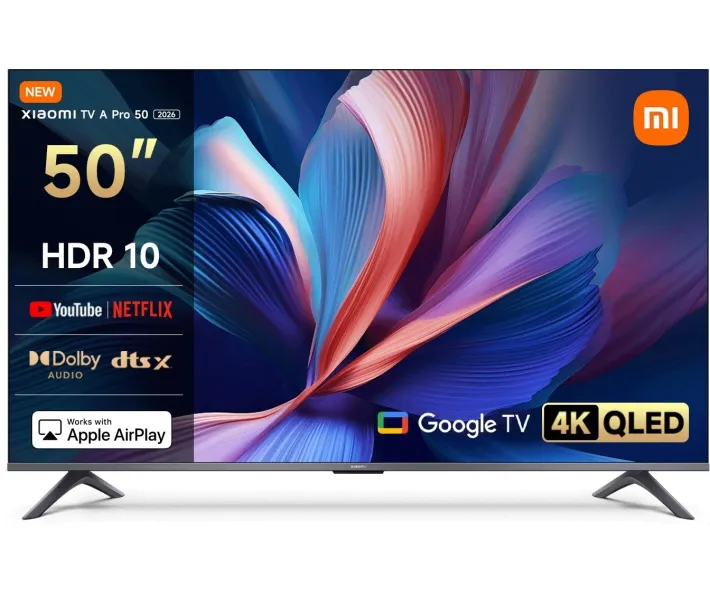 NEW
xiaomi TV A Pro 50 2026
50"
HDR 10
YouTube | NETFLIX
Dolby AUDIO dts X
Works with
Apple AirPlay
mi
Google TV 4K QLED
xiaomi